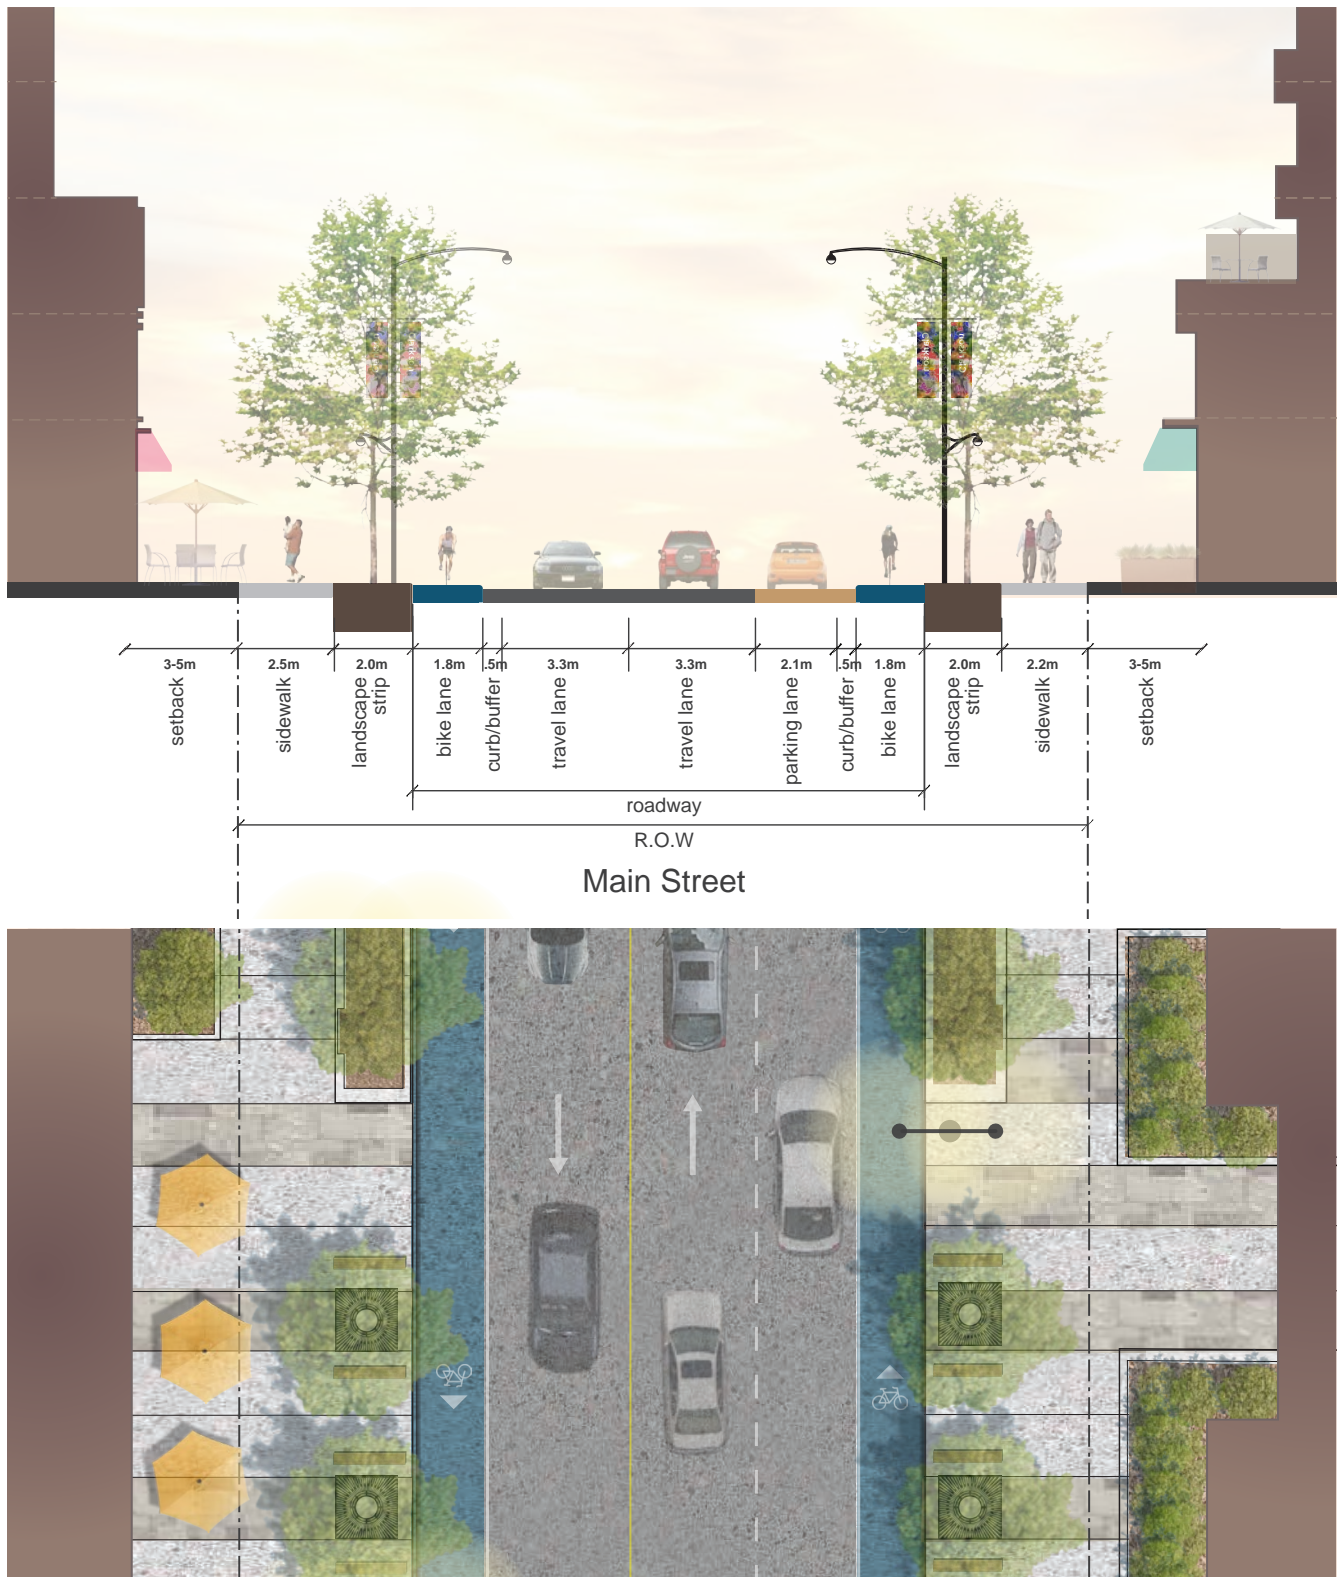 3-5m 2.5m 2.0m 1.8m .5m 3.3m 3.3m 2.1m .5m 1.8m 2.0m 2.2m 3-5m
setback
sidewalk
landscape
strip
bike lane
curb/buffer
travel lane
travel lane
parking lane
curb/buffer
bike lane
landscape
strip
sidewalk
setback
roadway
R.O.W
Main Street